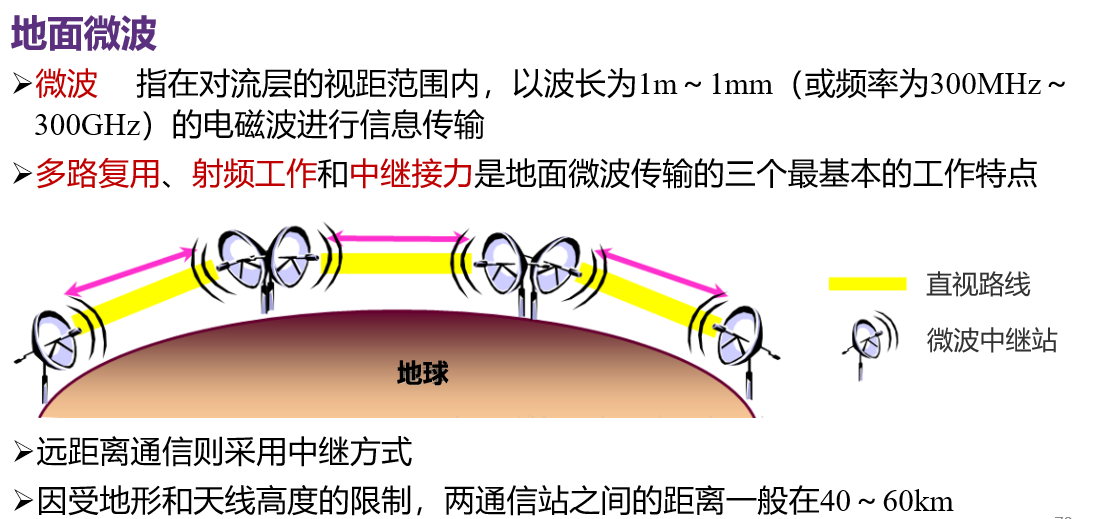 地面微波
➢微波 指在对流层的视距范围内，以波长为1m～1mm（或频率为300MHz～
300GHz）的电磁波进行信息传输
➢多路复用、射频工作和中继接力是地面微波传输的三个最基本的工作特点
直视路线
微波中继站
地球
➢远距离通信则采用中继方式
➢因受地形和天线高度的限制，两通信站之间的距离一般在40～60km